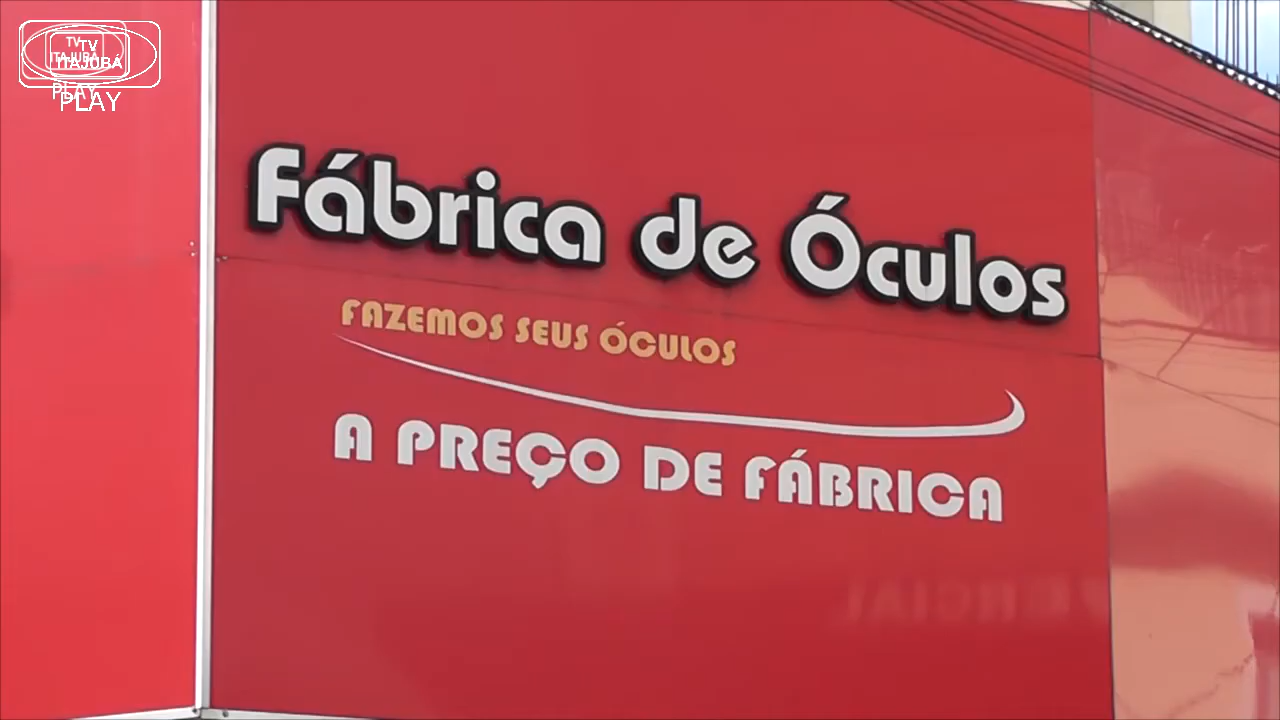 TV
ITAJUBÁ
PLAY
Fábrica de Óculos
FAZEMOS SEUS ÓCULOS
A PREÇO DE FÁBRICA